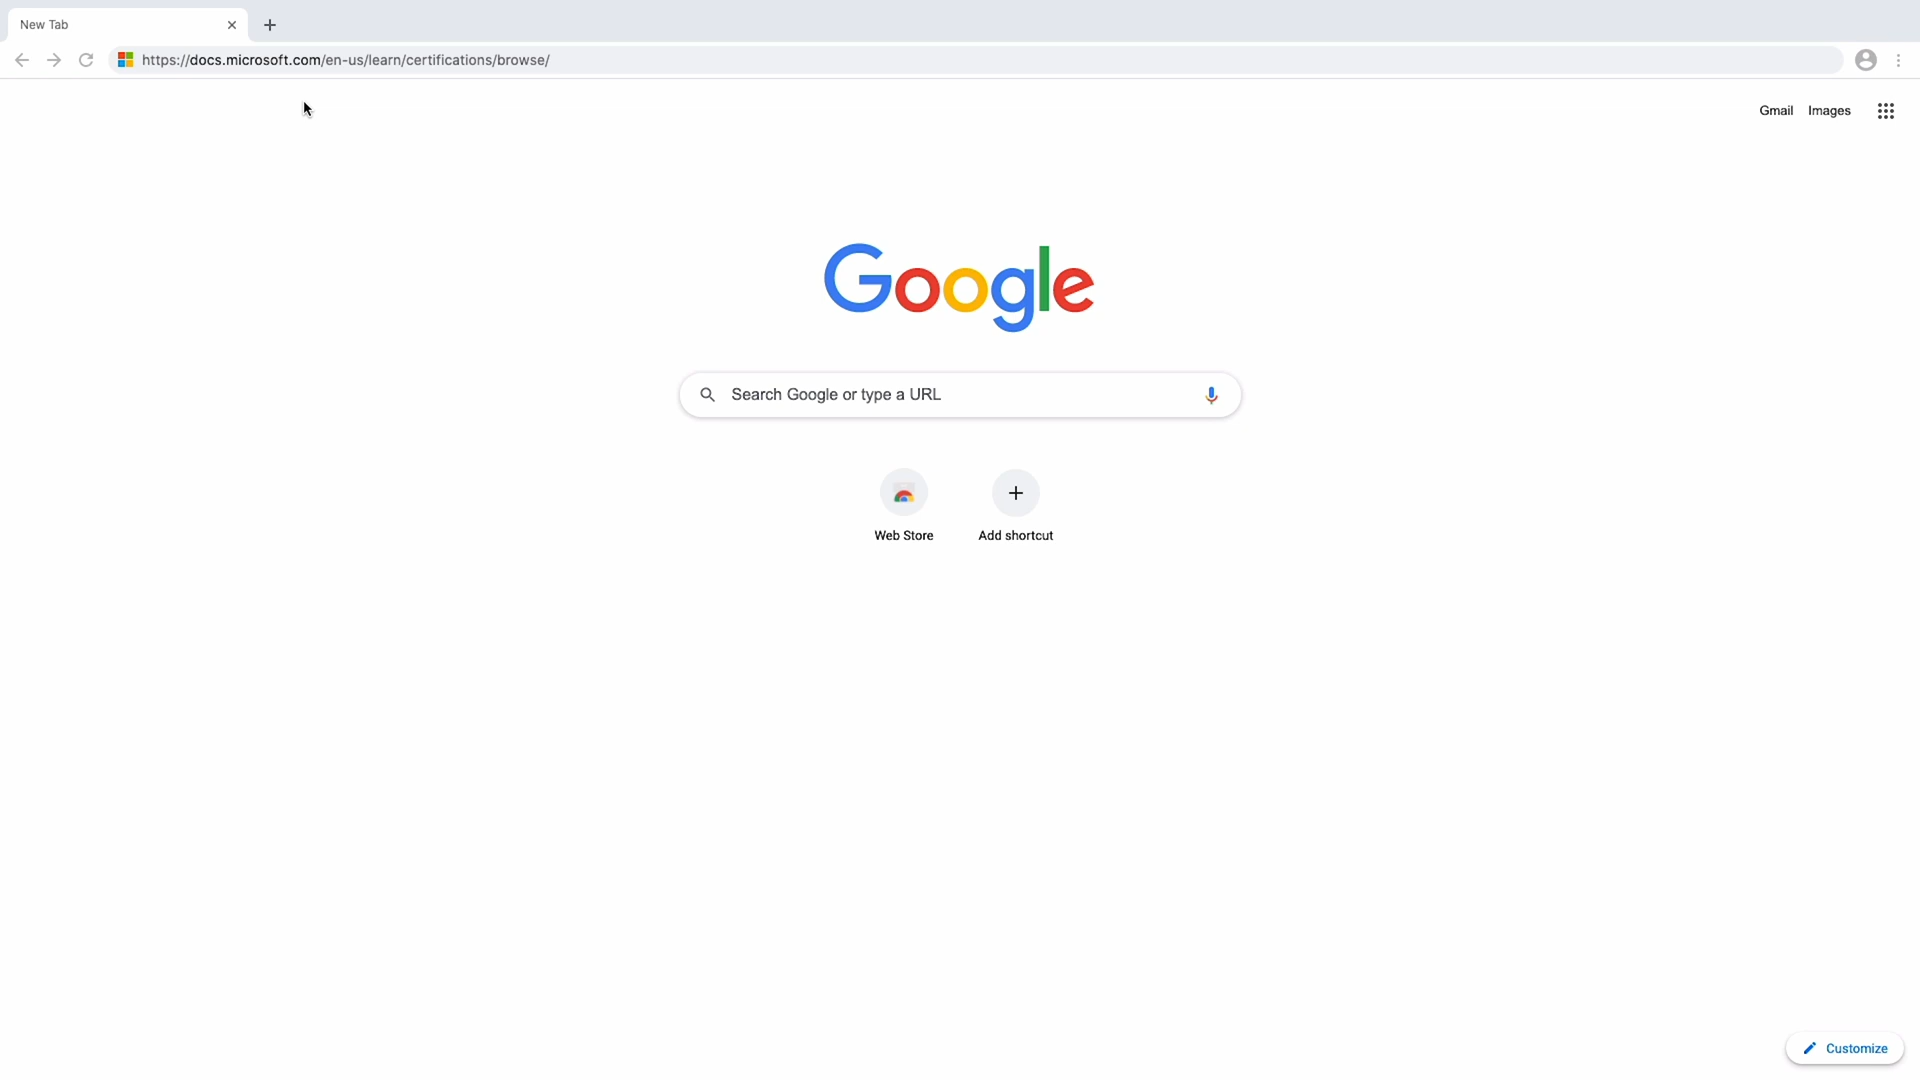 New Tab
https://docs.microsoft.com/en-us/learn/certifications/browse/
Gmail Images
Google
Search Google or type a URL
Web Store Add shortcut
Customize